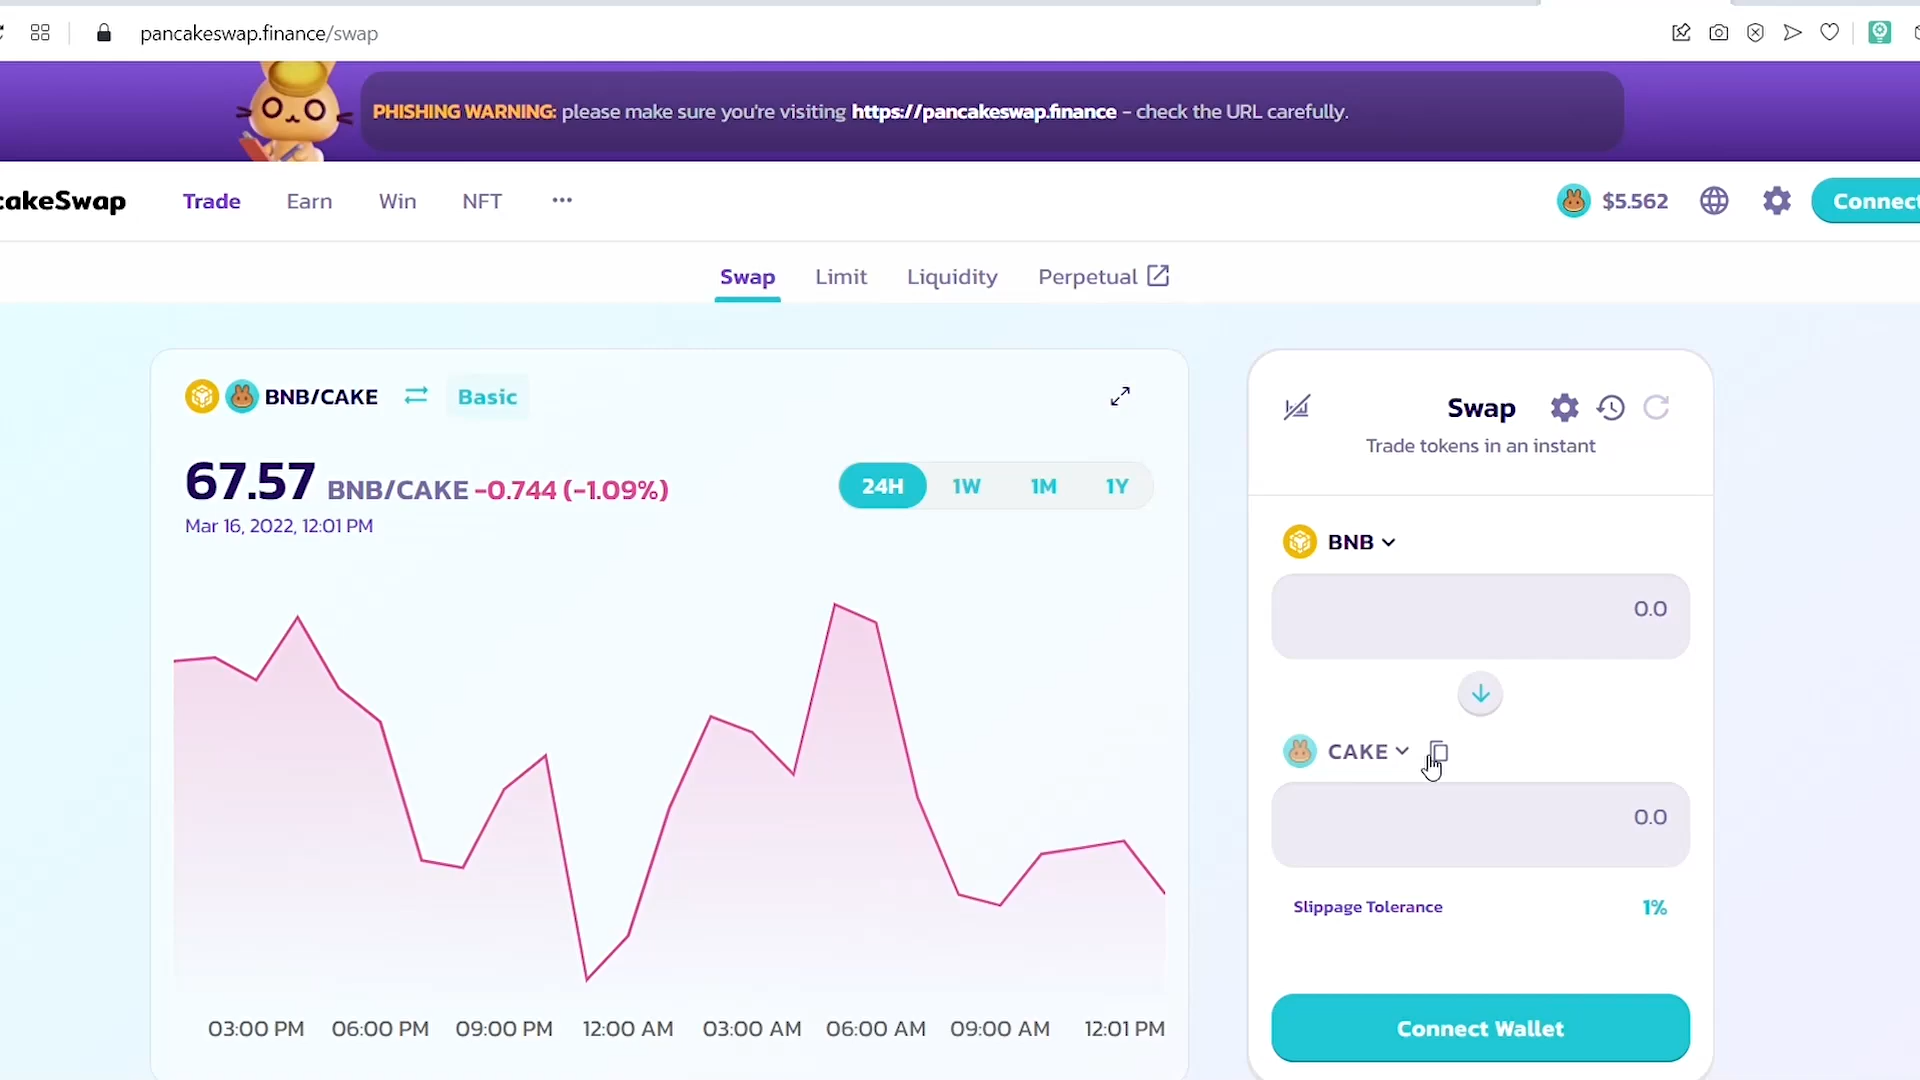 pancakeswap.finance/swap
PHISHING WARNING: please make sure you're visiting https://pancakeswap.finance - check the URL carefully.
cakeSwap
Trade
Earn
Win
NFT
$5.562
Connect
Swap
Limit
Liquidity
Perpetual
BNB/CAKE
Basic
67.57 BNB/CAKE -0.744 (-1.09%)
Mar 16, 2022, 12:01 PM
24H
1W
1M
1Y
03:00 PM
06:00 PM
09:00 PM
12:00 AM
03:00 AM
06:00 AM
09:00 AM
12:01 PM
Swap
Trade tokens in an instant
BNB
0.0
CAKE
0.0
Slippage Tolerance
1%
Connect Wallet